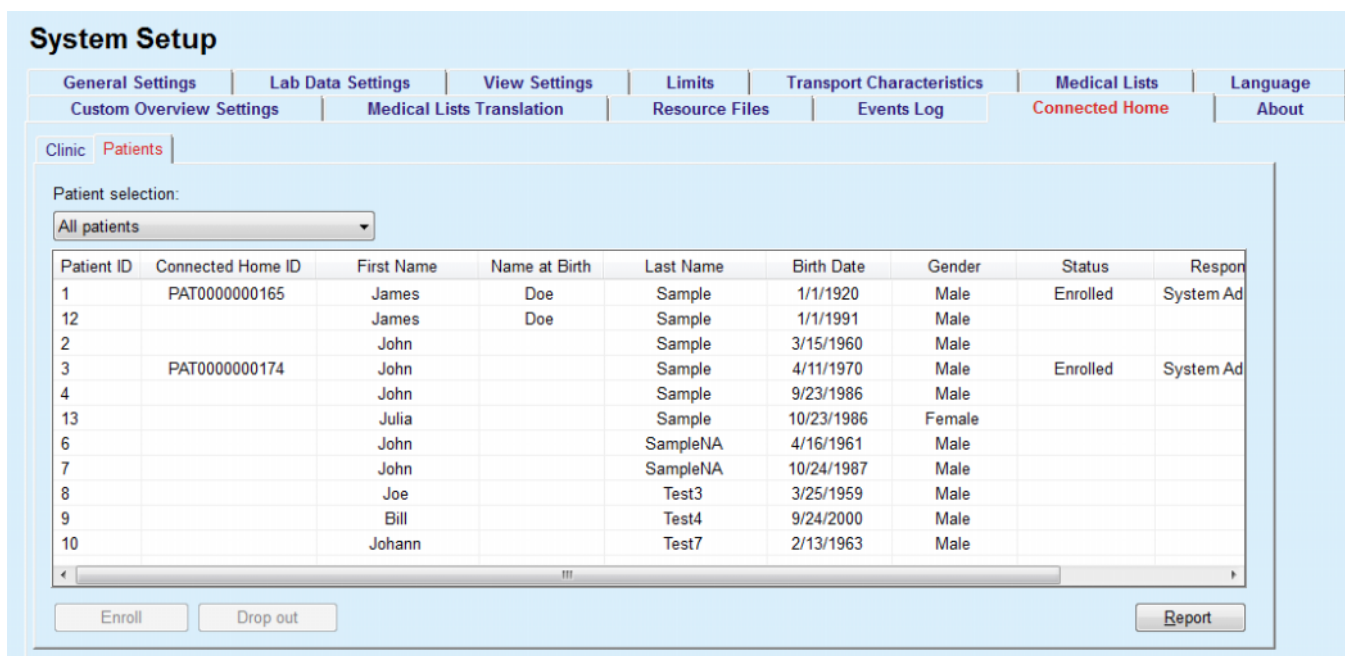 System Setup
General Settings Lab Data Settings View Settings Limits Transport Characteristics Medical Lists Language
Custom Overview Settings Medical Lists Translation Resource Files Events Log Connected Home About
Clinic Patients
Patient selection:
All patients
Patient ID Connected Home ID First Name Name at Birth Last Name Birth Date Gender Status Respon
1 PAT0000000165 James Doe Sample 1/1/1920 Male Enrolled System Ad
12 James Doe Sample 1/1/1991 Male
2 John Sample 3/15/1960 Male
3 PAT0000000174 John Sample 4/11/1970 Male Enrolled System Ad
4 John Sample 9/23/1986 Male
13 Julia Sample 10/23/1986 Female
6 John SampleNA 4/16/1961 Male
7 John SampleNA 10/24/1987 Male
8 Joe Test3 3/25/1959 Male
9 Bill Test4 9/24/2000 Male
10 Johann Test7 2/13/1963 Male
Enroll Drop out Report